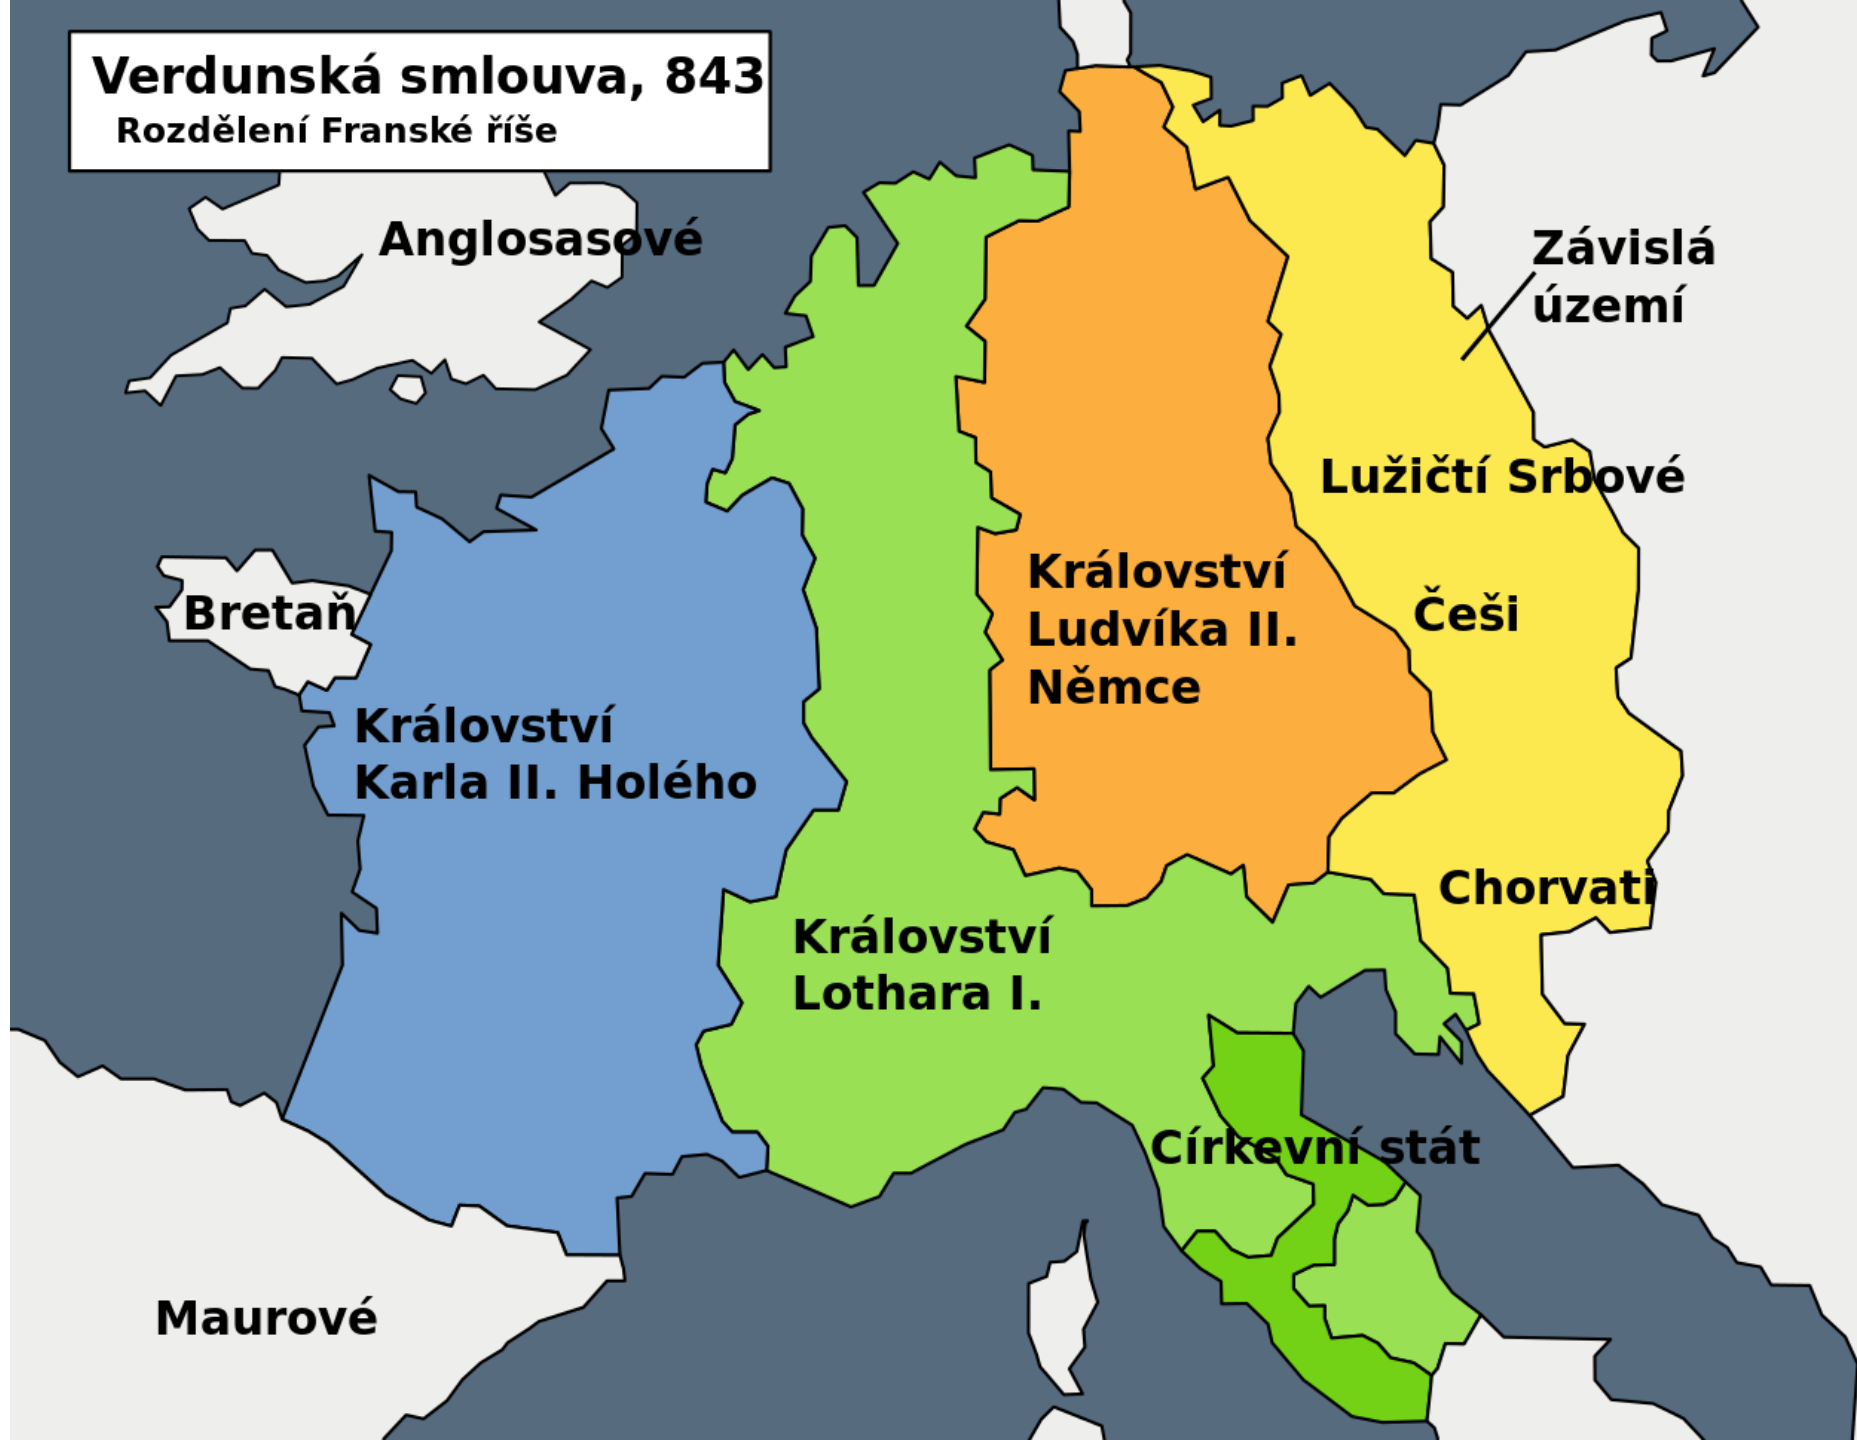 Verdunská smlouva, 843
Rozdělení Franské říše
Anglosasové
Závislá
území
Lužičtí Srbové
Království
Ludvíka II.
Němce
Češi
Bretaň
Království
Karla II. Holého
Chorvati
Království
Lothara I.
Církevní stát
Maurové